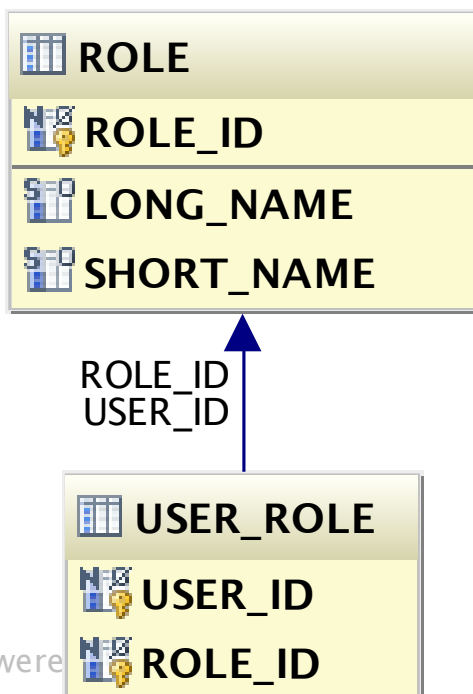 ROLE
ROLE_ID
LONG_NAME
SHORT_NAME
ROLE_ID
USER_ID
USER_ROLE
USER_ID
ROLE_ID